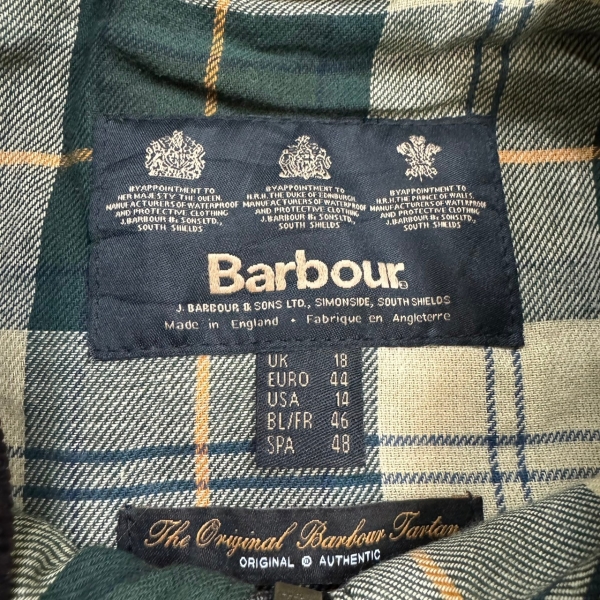 BY APPOINTMENT TO
HER MAJESTY THE QUEEN.
MANUFACTURERS OF WATERPROOF
AND PROTECTIVE CLOTHING
J.BARBOUR & SONS LTD.,
SOUTH SHIELDS
BY APPOINTMENT TO
H.R.H. THE DUKE OF EDINBURGH
MANUFACTURERS OF WATERPROOF
AND PROTECTIVE CLOTHING
J.BARBOUR & SONS LTD.,
SOUTH SHIELDS
BY APPOINTMENT TO
H.R.H. THE PRINCE OF WALES.
MANUFACTURERS OF WATERPROOF
AND PROTECTIVE CLOTHING
J.BARBOUR & SONS LTD.,
SOUTH SHIELDS
Barbour
J. BARBOUR & SONS LTD., SIMONSIDE, SOUTH SHIELDS
Made in England • Fabrique en Angleterre
UK 18
EURO 44
USA 14
BL/FR 46
SPA 48
The Original Barbour Tartan
ORIGINAL & AUTHENTIC